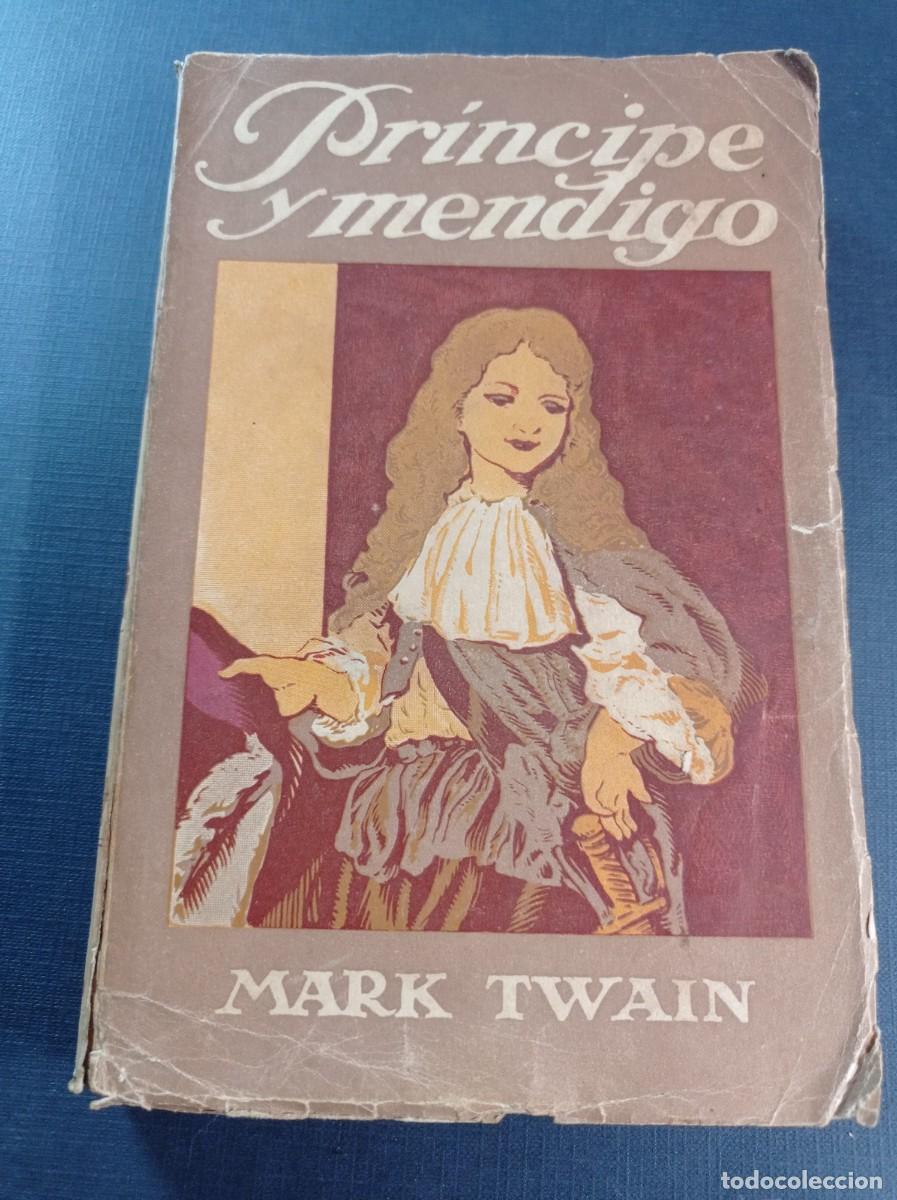 Príncipe
y mendigo
MARK TWAIN
todocoleccion